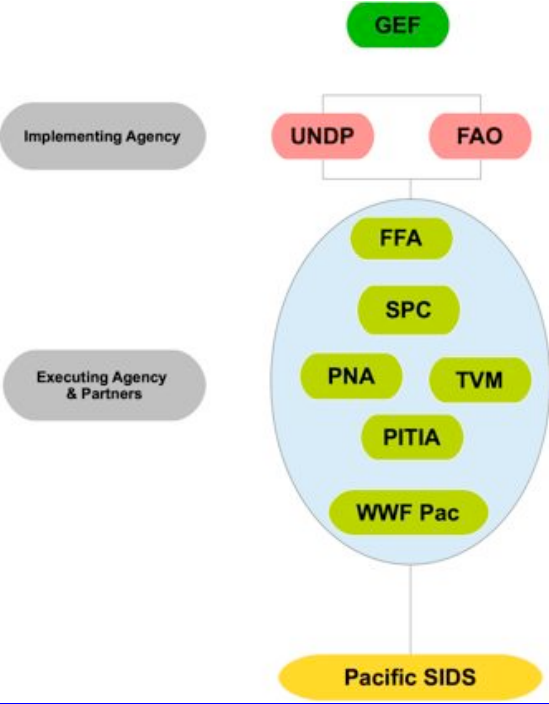 GEF
Implementing Agency
UNDP
FAO
FFA
SPC
Executing Agency
& Partners
PNA
TVM
PITIA
WWF Pac
Pacific SIDS